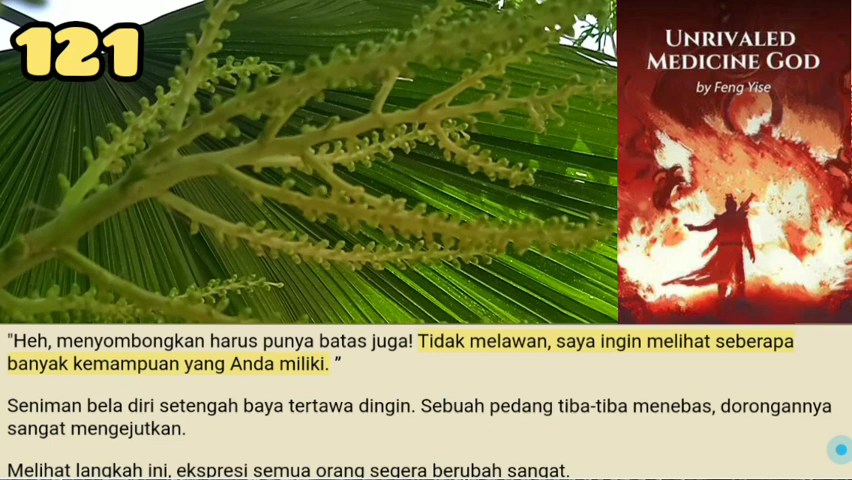 121
UNRIVALED
MEDICINE GOD
by Feng Yise
"Heh, menyombongkan harus punya batas juga! Tidak melawan, saya ingin melihat seberapa
banyak kemampuan yang Anda miliki. ”
Seniman bela diri setengah baya tertawa dingin. Sebuah pedang tiba-tiba menebas, dorongannya
sangat mengejutkan.
Melihat langkah ini, ekspresi semua orang segera berubah sangat.